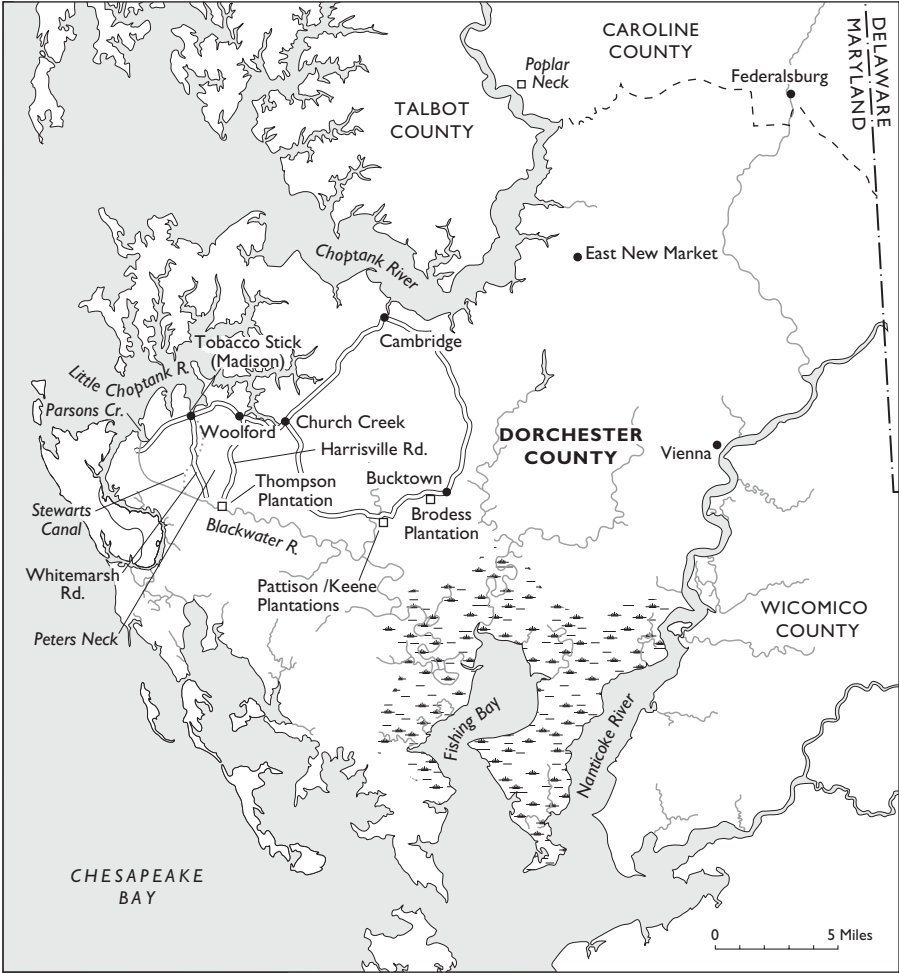 CAROLINE
COUNTY
DELAWARE
MARYLAND
Poplar
Neck
Federalsburg
TALBOT
COUNTY
Choptank River
East New Market
Cambridge
Tobacco Stick
(Madison)
Little Choptank R.
Parsons Cr.
Woolford
Church Creek
Harrisville Rd.
DORCHESTER
COUNTY
Vienna
Bucktown
Thompson
Plantation
Brodess
Plantation
Stewarts
Canal
Blackwater R.
Whitemarsh
Rd.
Pattison /Keene
Plantations
Peters Neck
WICOMICO
COUNTY
Fishing Bay
Nanticoke River
CHESAPEAKE
BAY
0 5 Miles